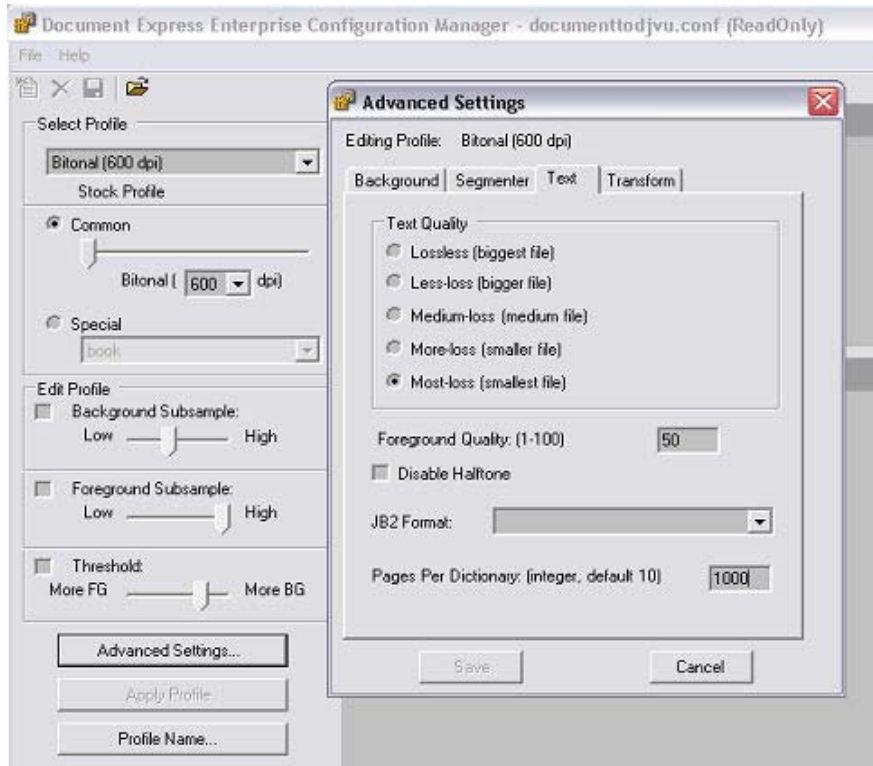 Document Express Enterprise Configuration Manager - documenttodjvu.conf (ReadOnly)
File Help
Select Profile
Bitonal (600 dpi)
Stock Profile
Common
Bitonal ( 600 dpi)
Special
book
Edit Profile
Background Subsample:
Low High
Foreground Subsample:
Low High
Threshold:
More FG More BG
Advanced Settings...
Apply Profile
Profile Name...
Advanced Settings
Editing Profile: Bitonal (600 dpi)
Background Segmenter Text Transform
Text Quality
Lossless (biggest file)
Less-loss (bigger file)
Medium-loss (medium file)
More-loss (smaller file)
Most-loss (smallest file)
Foreground Quality: (1-100) 50
Disable Halftone
JB2 Format:
Pages Per Dictionary: (integer, default 10) 1000
Save Cancel